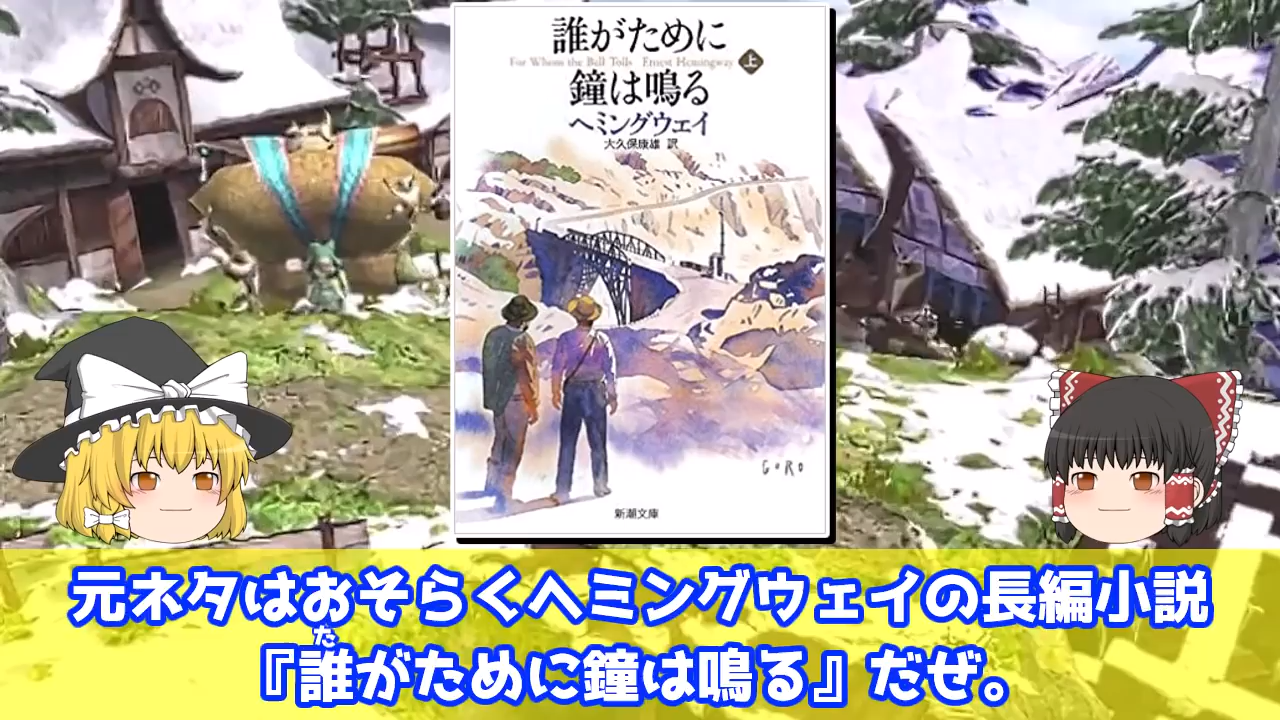 誰がために
For Whom the Bell Tolls Ernest Hemingway 上
鐘は鳴る
ヘミングウェイ
大久保康雄 訳
GORO
新潮文庫
元ネタはおそらくヘミングウェイの長編小説
た
『誰がために鐘は鳴る』だぜ。